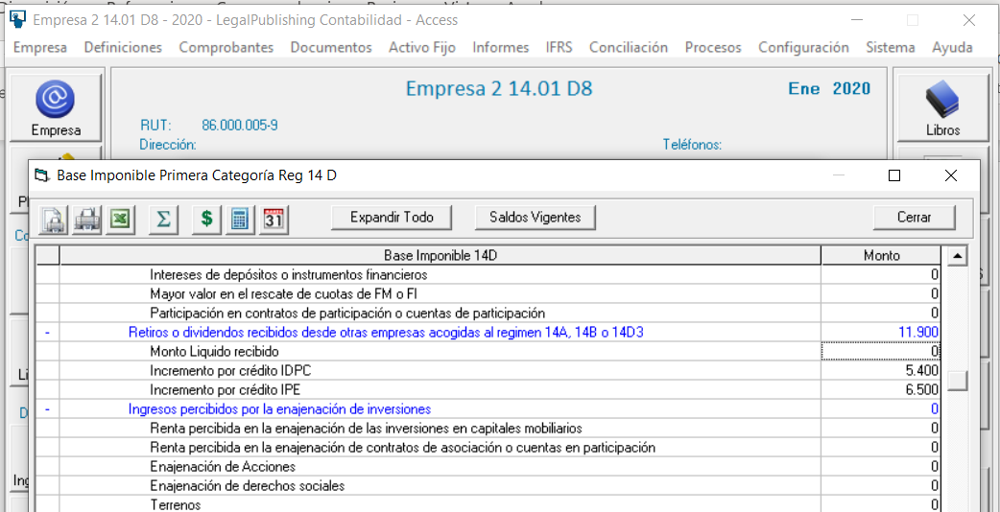 Empresa 2 14.01 D8 - 2020 - LegalPublishing Contabilidad - Access
Empresa Definiciones Comprobantes Documentos Activo Fijo Informes IFRS Conciliación Procesos Configuración Sistema Ayuda
Empresa 2 14.01 D8 Ene 2020
Empresa RUT: 86.000.005-9 Libros
Dirección: Teléfonos:
Base Imponible Primera Categoría Reg 14 D
Σ $ 31 Expandir Todo Saldos Vigentes Cerrar
Base Imponible 14D Monto
Intereses de depósitos o instrumentos financieros 0
Mayor valor en el rescate de cuotas de FM o FI 0
Participación en contratos de participación o cuentas de participación 0
- Retiros o dividendos recibidos desde otras empresas acogidas al regimen 14A, 14B o 14D3 11.900
Monto Liquido recibido 0
Incremento por crédito IDPC 5.400
Incremento por crédito IPE 6.500
- Ingresos percibidos por la enajenación de inversiones 0
Renta percibida en la enajenación de las inversiones en capitales mobiliarios 0
Renta percibida en la enajenación de contratos de asociación o cuentas en participación 0
Enajenación de Acciones 0
Enajenación de derechos sociales 0
Terrenos 0